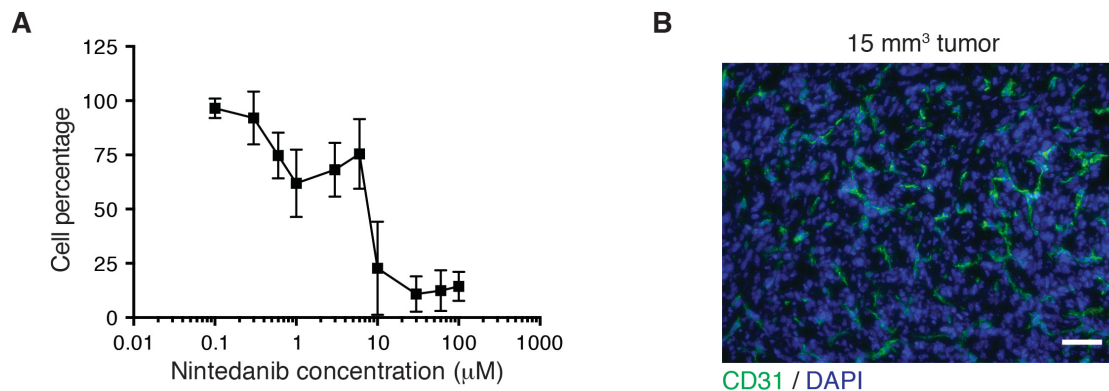 A
125
100
75
50
25
0
Cell percentage
0.01 0.1 1 10 100 1000
Nintedanib concentration (μM)
B
15 mm³ tumor
CD31 / DAPI